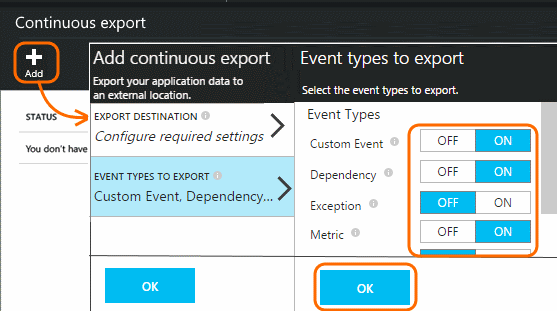 Continuous export
Add
STATUS
You don't have
Add continuous export
Export your application data to
an external location.
EXPORT DESTINATION
Configure required settings
EVENT TYPES TO EXPORT
Custom Event, Dependency...
OK
Event types to export
Select the event types to export.
Event Types
Custom Event OFF ON
Dependency OFF ON
Exception OFF ON
Metric OFF ON
OK